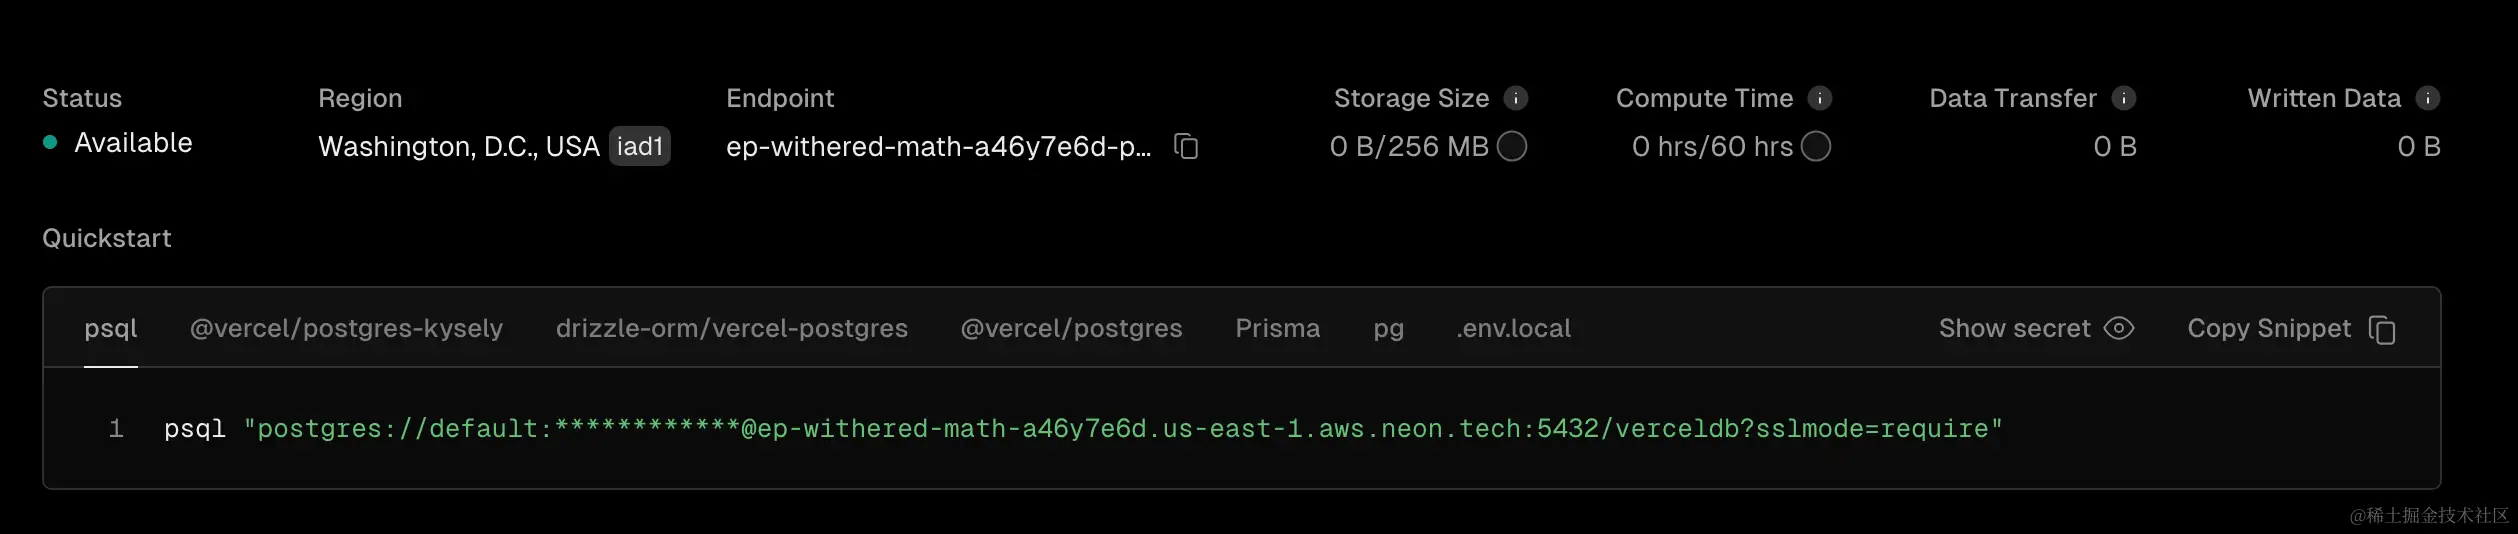 Status Region Endpoint Storage Size Compute Time Data Transfer Written Data
Available Washington, D.C., USA iad1 ep-withered-math-a46y7e6d-p... 0 B/256 MB 0 hrs/60 hrs 0 B 0 B
Quickstart
psql @vercel/postgres-kysely drizzle-orm/vercel-postgres @vercel/postgres Prisma pg .env.local Show secret Copy Snippet
1 psql "postgres://default:************@ep-withered-math-a46y7e6d.us-east-1.aws.neon.tech:5432/verceldb?sslmode=require"
@稀土掘金技术社区